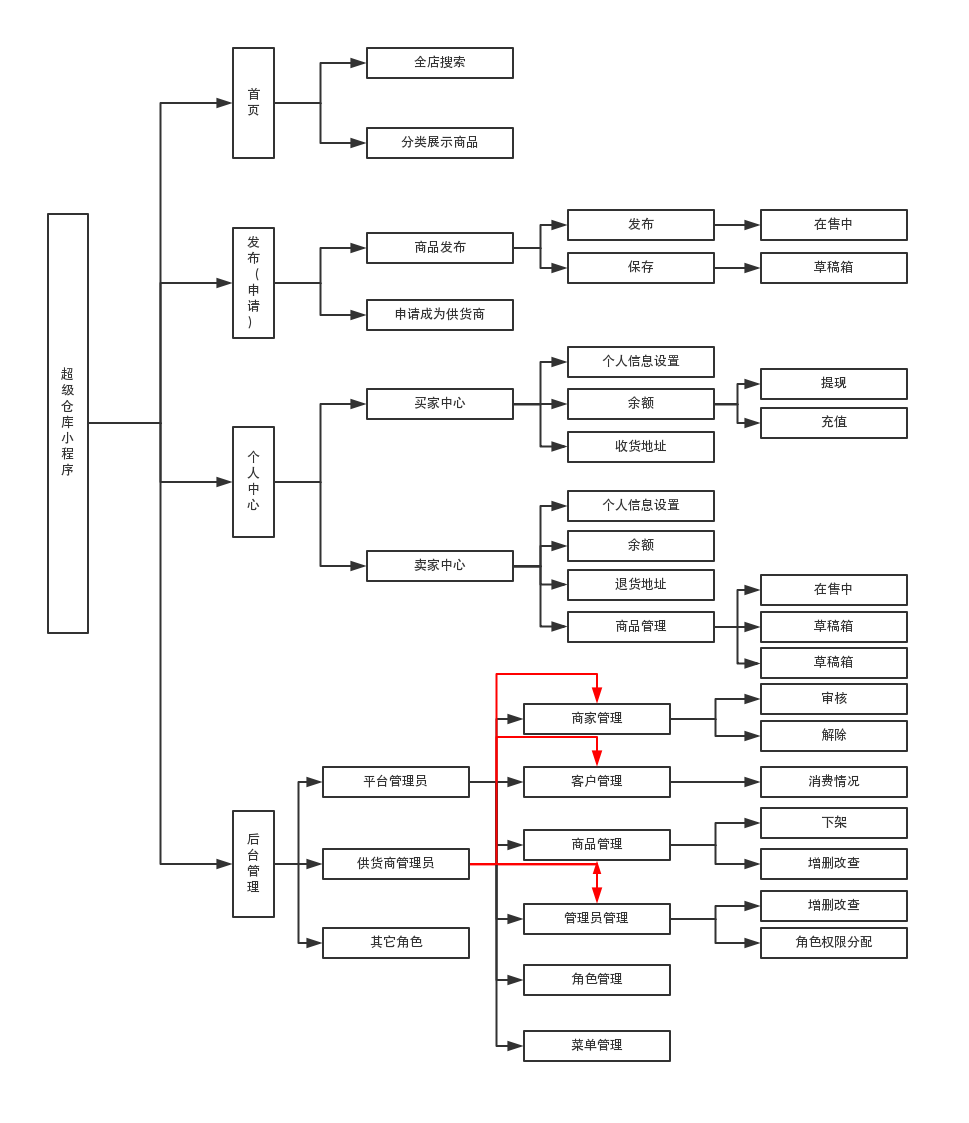 超级仓库小程序
首页
全店搜索
分类展示商品
发布（申请）
商品发布
发布
在售中
保存
草稿箱
申请成为供货商
个人中心
买家中心
个人信息设置
余额
提现
充值
收货地址
卖家中心
个人信息设置
余额
退货地址
商品管理
在售中
草稿箱
草稿箱
后台管理
平台管理员
供货商管理员
其它角色
商家管理
审核
解除
客户管理
消费情况
商品管理
下架
增删改查
管理员管理
增删改查
角色权限分配
角色管理
菜单管理